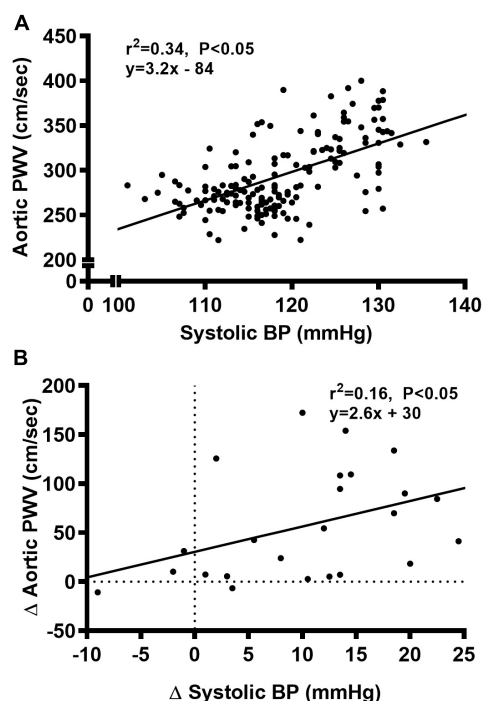 A
r²=0.34, P<0.05
y=3.2x - 84
Aortic PWV (cm/sec)
450
400
350
300
250
200
0
0 100 110 120 130 140
Systolic BP (mmHg)
B
r²=0.16, P<0.05
y=2.6x + 30
Δ Aortic PWV (cm/sec)
200
150
100
50
0
-50
-10 -5 0 5 10 15 20 25
Δ Systolic BP (mmHg)